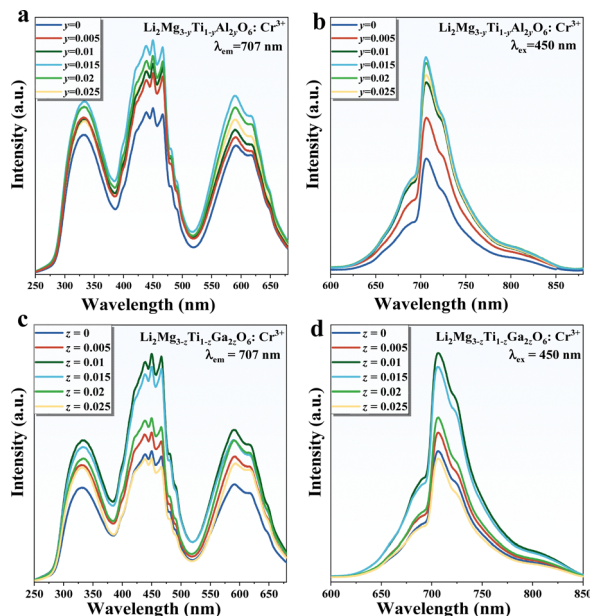 a
y=0
y=0.005
y=0.01
y=0.015
y=0.02
y=0.025
Li₂Mg₃₋yTi₁₋yAl₂yO₆: Cr³⁺
λem=707 nm
Intensity (a.u.)
250 300 350 400 450 500 550 600 650
Wavelength (nm)
b
y=0
y=0.005
y=0.01
y=0.015
y=0.02
y=0.025
Li₂Mg₃₋yTi₁₋yAl₂yO₆: Cr³⁺
λex=450 nm
Intensity (a.u.)
600 650 700 750 800 850
Wavelength (nm)
c
z = 0
z = 0.005
z = 0.01
z = 0.015
z = 0.02
z = 0.025
Li₂Mg₃₋zTi₁₋zGa₂zO₆: Cr³⁺
λem = 707 nm
Intensity (a.u.)
250 300 350 400 450 500 550 600 650
Wavelength (nm)
d
z = 0
z = 0.005
z = 0.01
z = 0.015
z = 0.02
z = 0.025
Li₂Mg₃₋zTi₁₋zGa₂zO₆: Cr³⁺
λex = 450 nm
Intensity (a.u.)
600 650 700 750 800 850
Wavelength (nm)